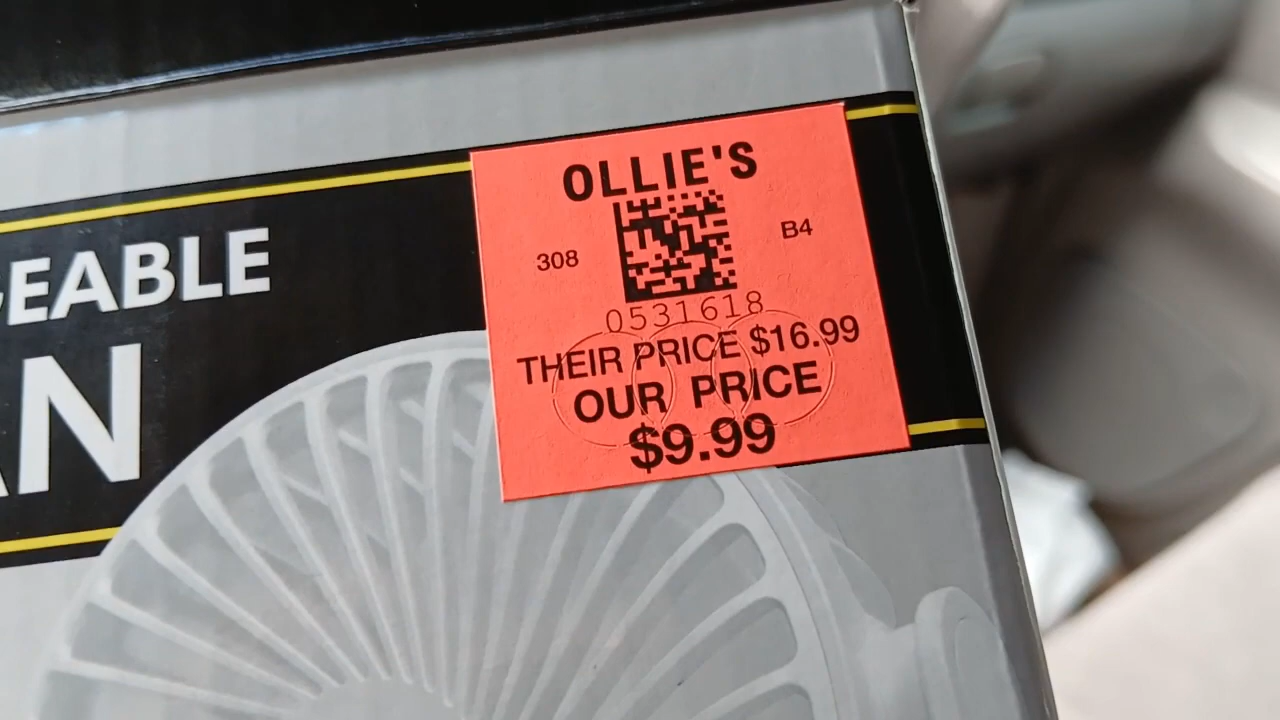 EABLE
AN
OLLIE'S
308
B4
0531618
THEIR PRICE $16.99
OUR PRICE
$9.99